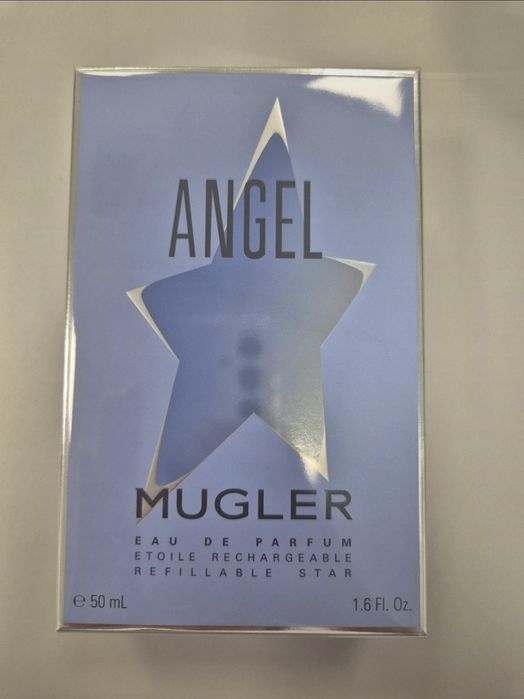 ANGEL
MUGLER
EAU DE PARFUM
ETOILE RECHARGEABLE
REFILLABLE STAR
℮ 50 mL 1.6 Fl. Oz.